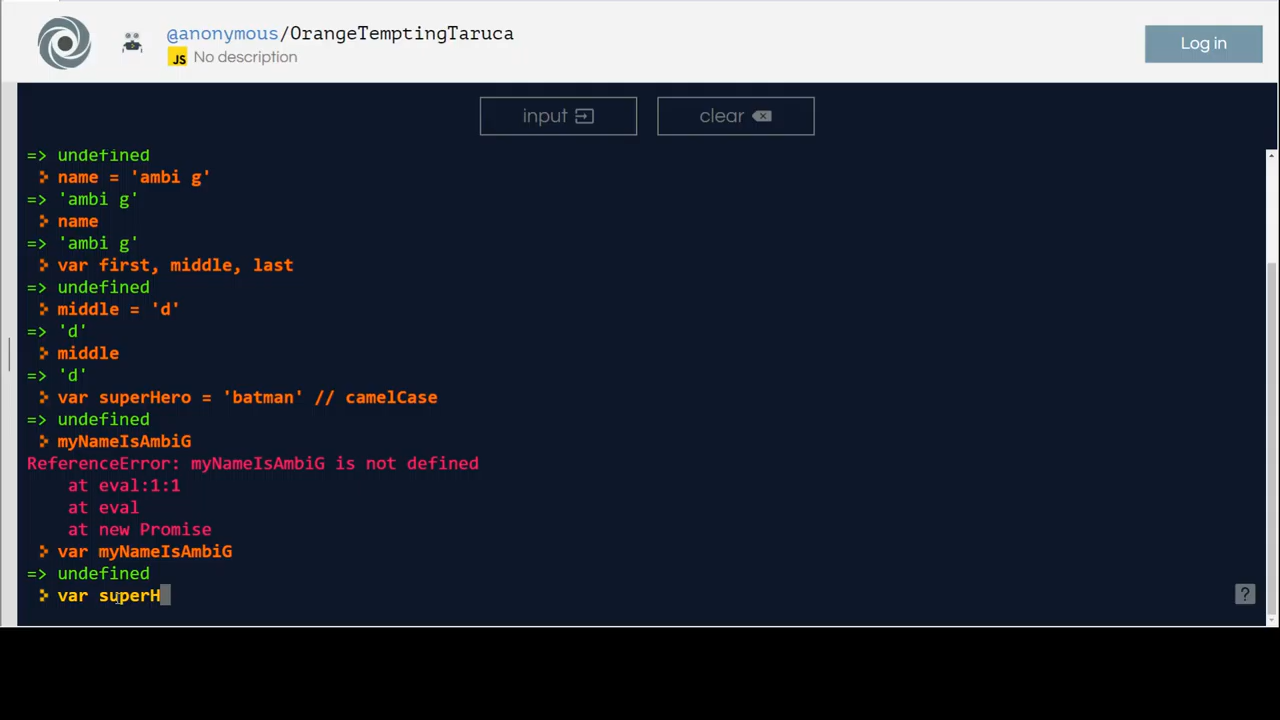 @anonymous/OrangeTemptingTaruca
JS No description
Log in
input
clear
=> undefined
name = 'ambi g'
=> 'ambi g'
name
=> 'ambi g'
var first, middle, last
=> undefined
middle = 'd'
=> 'd'
middle
=> 'd'
var superHero = 'batman' // camelCase
=> undefined
myNameIsAmbiG
ReferenceError: myNameIsAmbiG is not defined
at eval:1:1
at eval
at new Promise
var myNameIsAmbiG
=> undefined
var superH
?